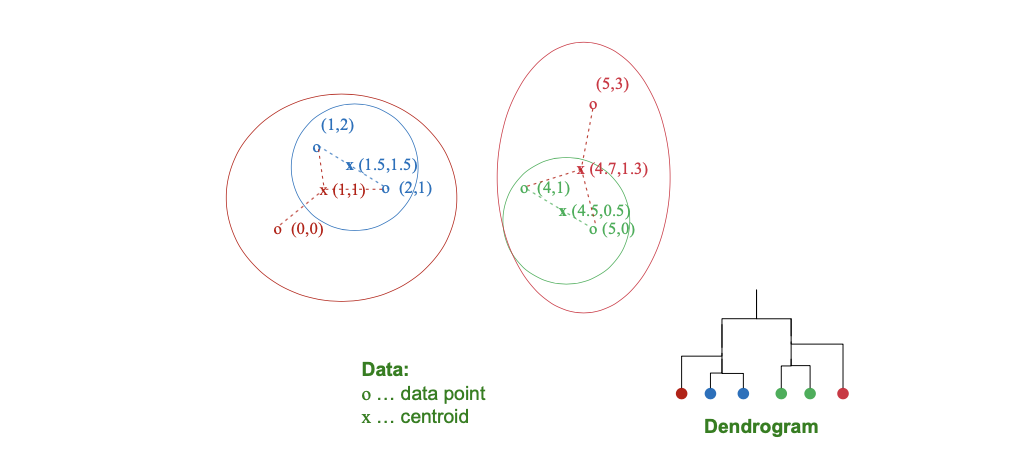 (5,3)
(1,2)
x (1.5,1.5)
x (4.7,1.3)
x (1,1)
o (2,1)
o (4,1)
x (4.5,0.5)
o (0,0)
o (5,0)
Data:
o ... data point
x ... centroid
Dendrogram